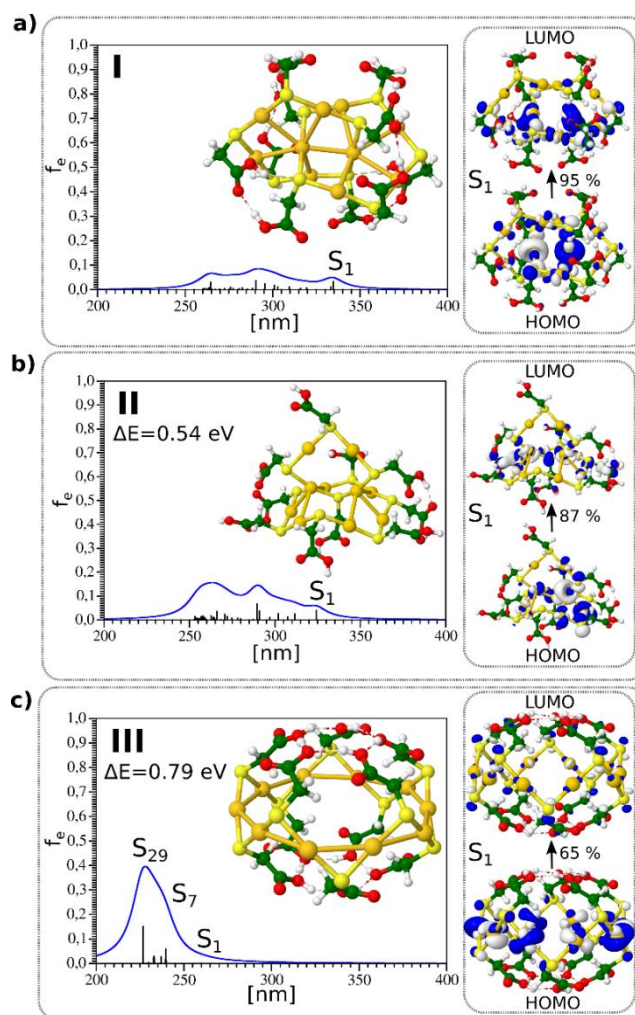 a)
I
1,0
0,9
0,8
0,7
0,6
0,5
0,4
0,3
0,2
0,1
0,0
fe
S1
200 250 300 350 400
[nm]
LUMO
S1
95 %
HOMO
b)
II
ΔE=0.54 eV
1,0
0,9
0,8
0,7
0,6
0,5
0,4
0,3
0,2
0,1
0,0
fe
S1
200 250 300 350 400
[nm]
LUMO
S1
87 %
HOMO
c)
III
ΔE=0.79 eV
1,0
0,9
0,8
0,7
0,6
0,5
0,4
0,3
0,2
0,1
0,0
fe
S29
S7
S1
200 250 300 350 400
[nm]
LUMO
S1
65 %
HOMO